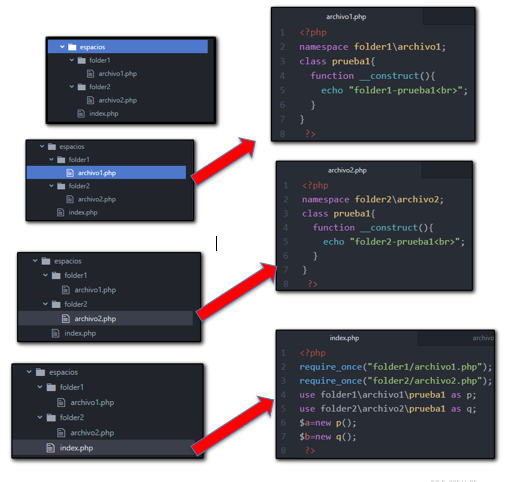 espacios
folder1
archivo1.php
folder2
archivo2.php
index.php
archivo1.php
1 <?php
2 namespace folder1\archivo1;
3 class prueba1{
4 function __construct(){
5 echo "folder1-prueba1<br>";
6 }
7 }
8 ?>
espacios
folder1
archivo1.php
folder2
archivo2.php
index.php
archivo2.php
1 <?php
2 namespace folder2\archivo2;
3 class prueba1{
4 function __construct(){
5 echo "folder2-prueba1<br>";
6 }
7 }
8 ?>
espacios
folder1
archivo1.php
folder2
archivo2.php
index.php
index.php
1 <?php
2 require_once("folder1/archivo1.php");
3 require_once("folder2/archivo2.php");
4 use folder1\archivo1\prueba1 as p;
5 use folder2\archivo2\prueba1 as q;
6 $a=new p();
7 $b=new q();
8 ?>
espacios
folder1
archivo1.php
folder2
archivo2.php
index.php